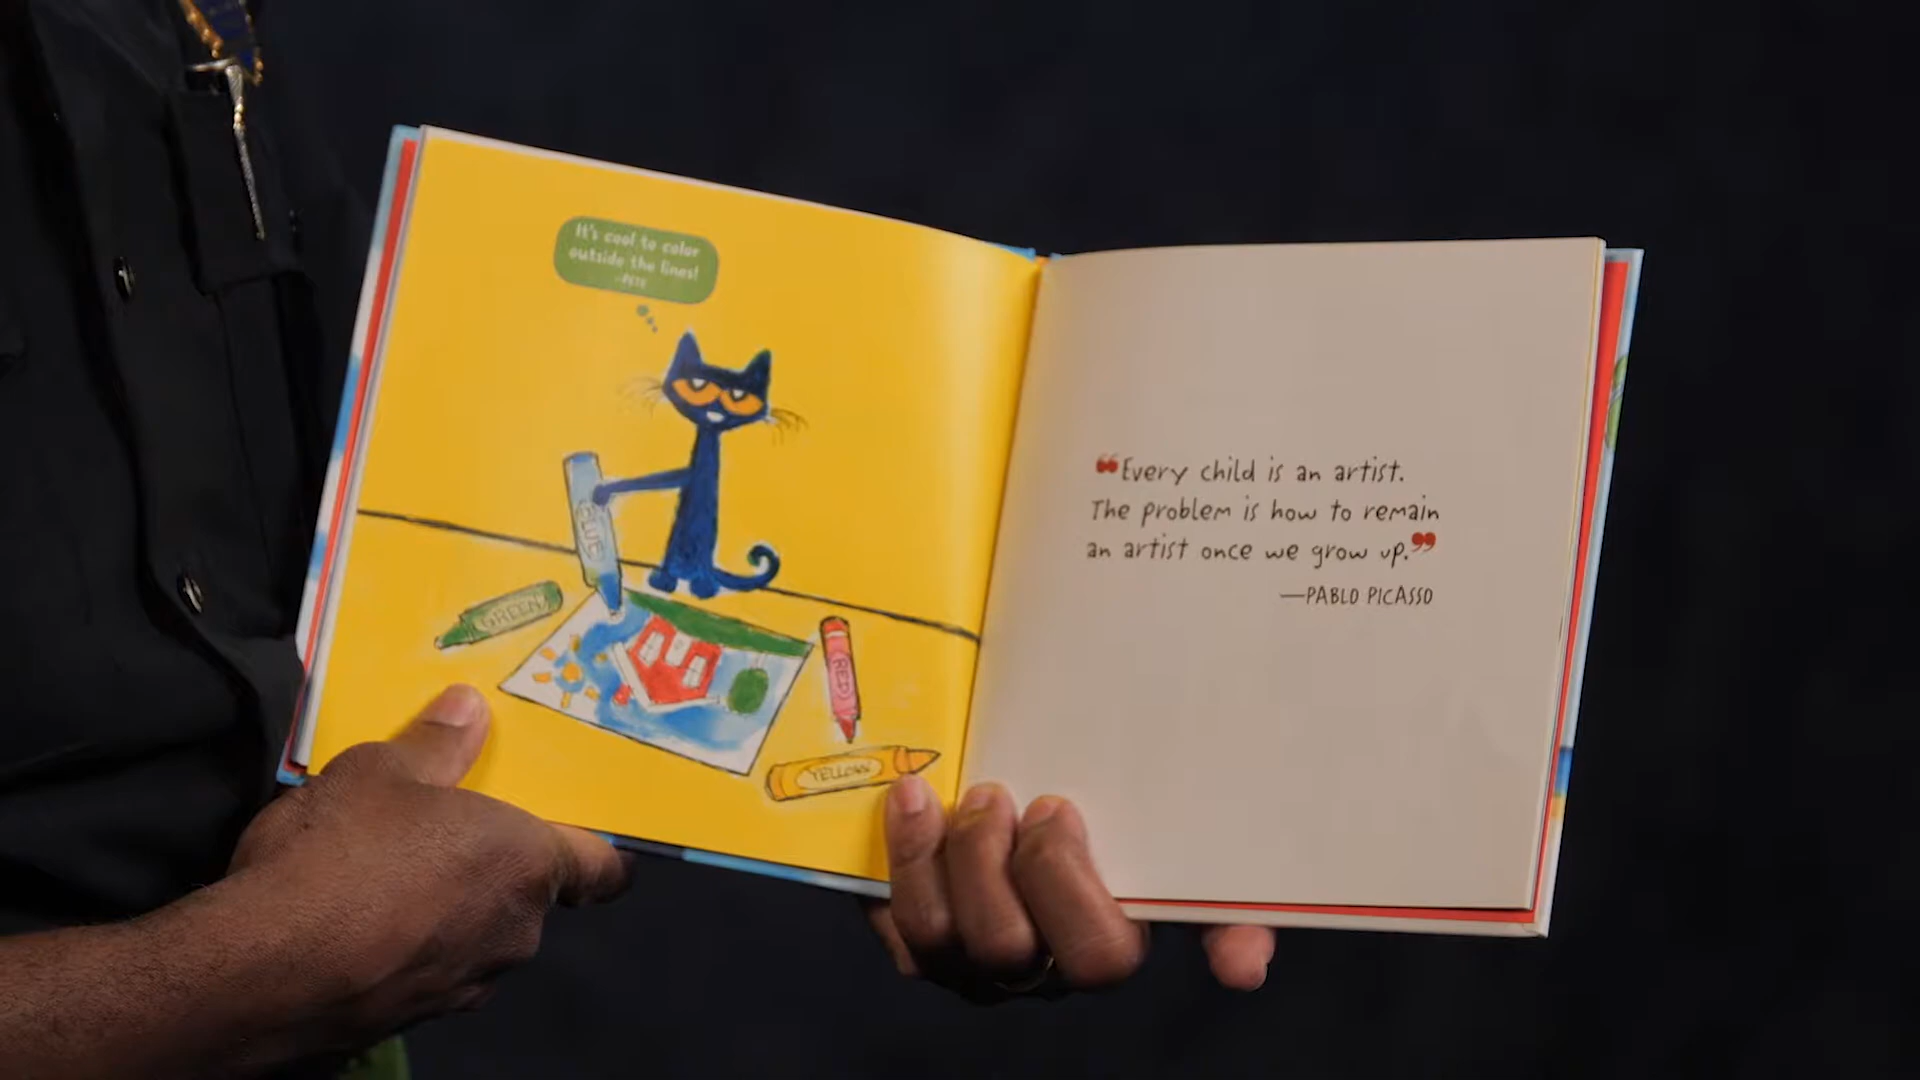 It's cool to color
outside the lines!
-PETE
BLUE
GREEN
RED
YELLOW
“Every child is an artist.
The problem is how to remain
an artist once we grow up.”
—PABLO PICASSO